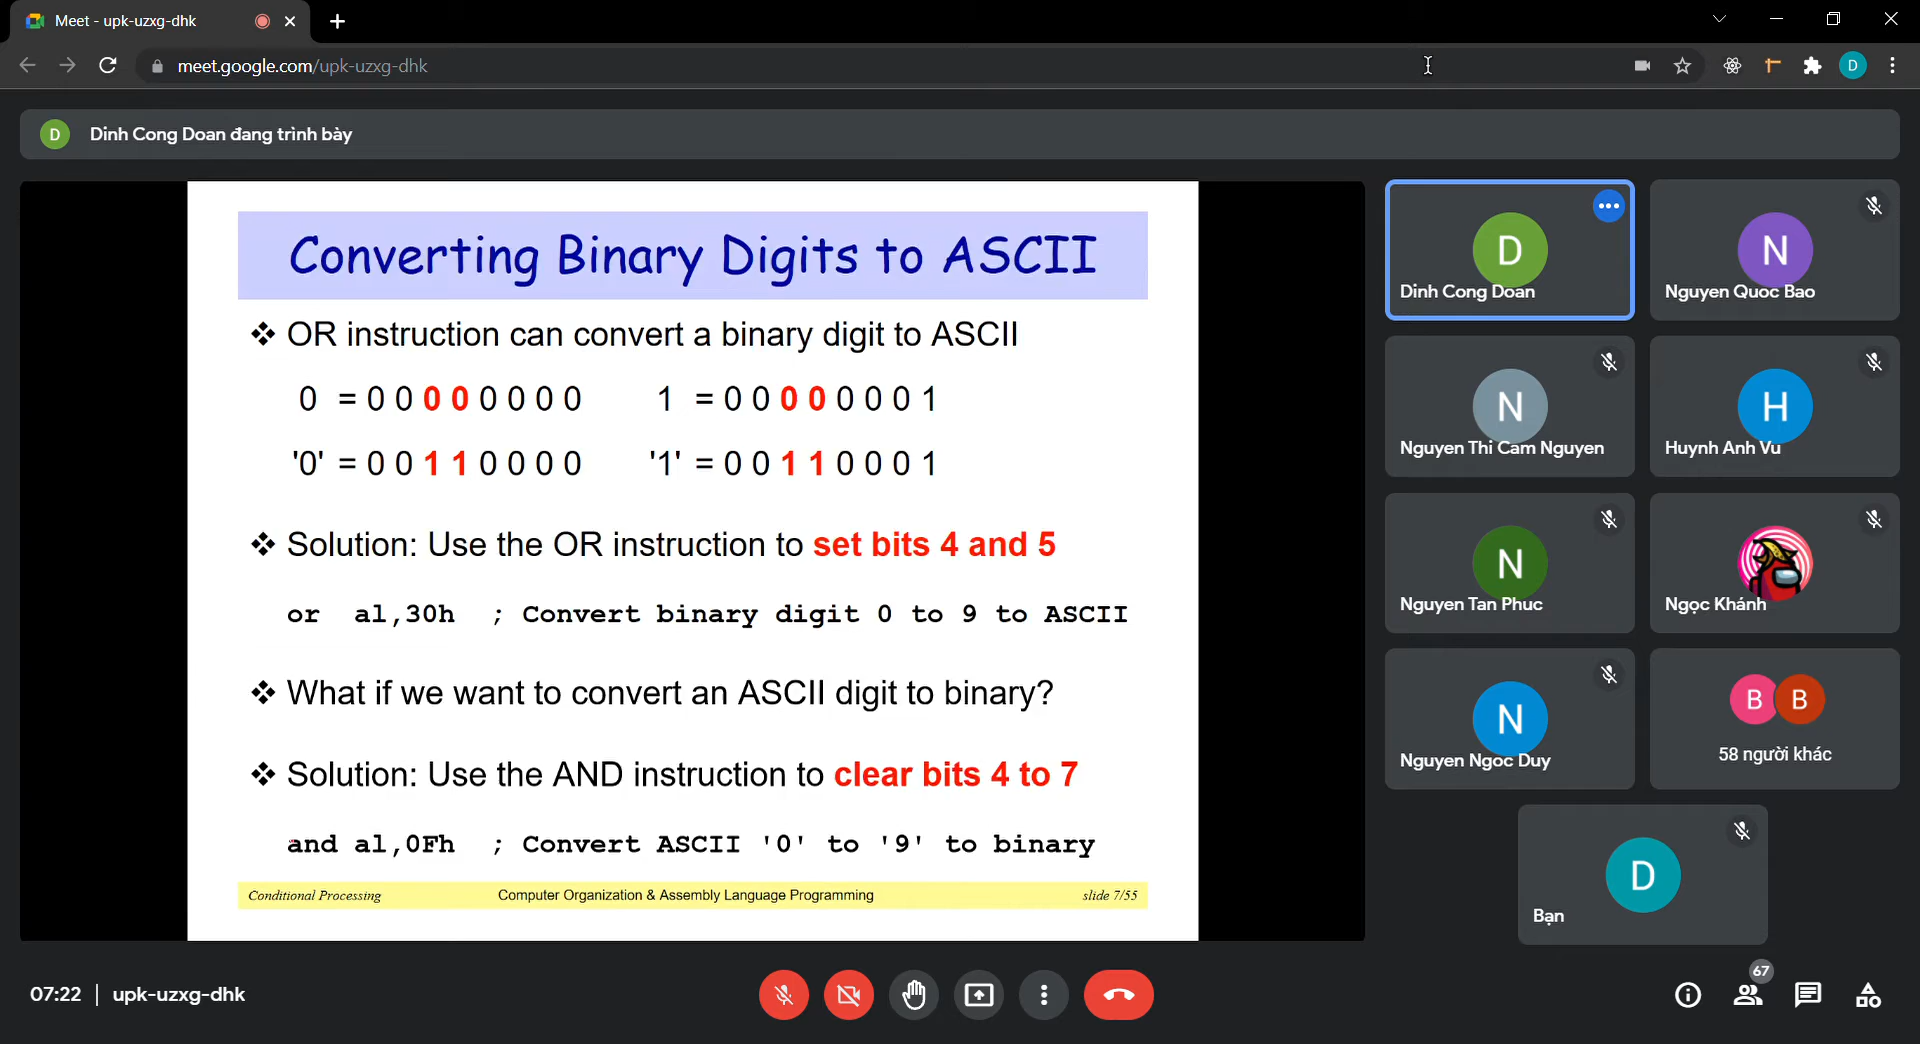 Meet - upk-uzxg-dhk
meet.google.com/upk-uzxg-dhk
D
D
Dinh Cong Doan đang trình bày
Converting Binary Digits to ASCII
❖ OR instruction can convert a binary digit to ASCII
0 = 0 0 0 0 0 0 0 0 1 = 0 0 0 0 0 0 0 1
'0' = 0 0 1 1 0 0 0 0 '1' = 0 0 1 1 0 0 0 1
❖ Solution: Use the OR instruction to set bits 4 and 5
or al,30h ; Convert binary digit 0 to 9 to ASCII
❖ What if we want to convert an ASCII digit to binary?
❖ Solution: Use the AND instruction to clear bits 4 to 7
and al,0Fh ; Convert ASCII '0' to '9' to binary
Conditional Processing Computer Organization & Assembly Language Programming slide 7/55
D
Dinh Cong Doan
N
Nguyen Quoc Bao
N
Nguyen Thi Cam Nguyen
H
Huynh Anh Vu
N
Nguyen Tan Phuc
Ngọc Khánh
N
Nguyen Ngoc Duy
B B
58 người khác
D
Bạn
07:22 | upk-uzxg-dhk
67